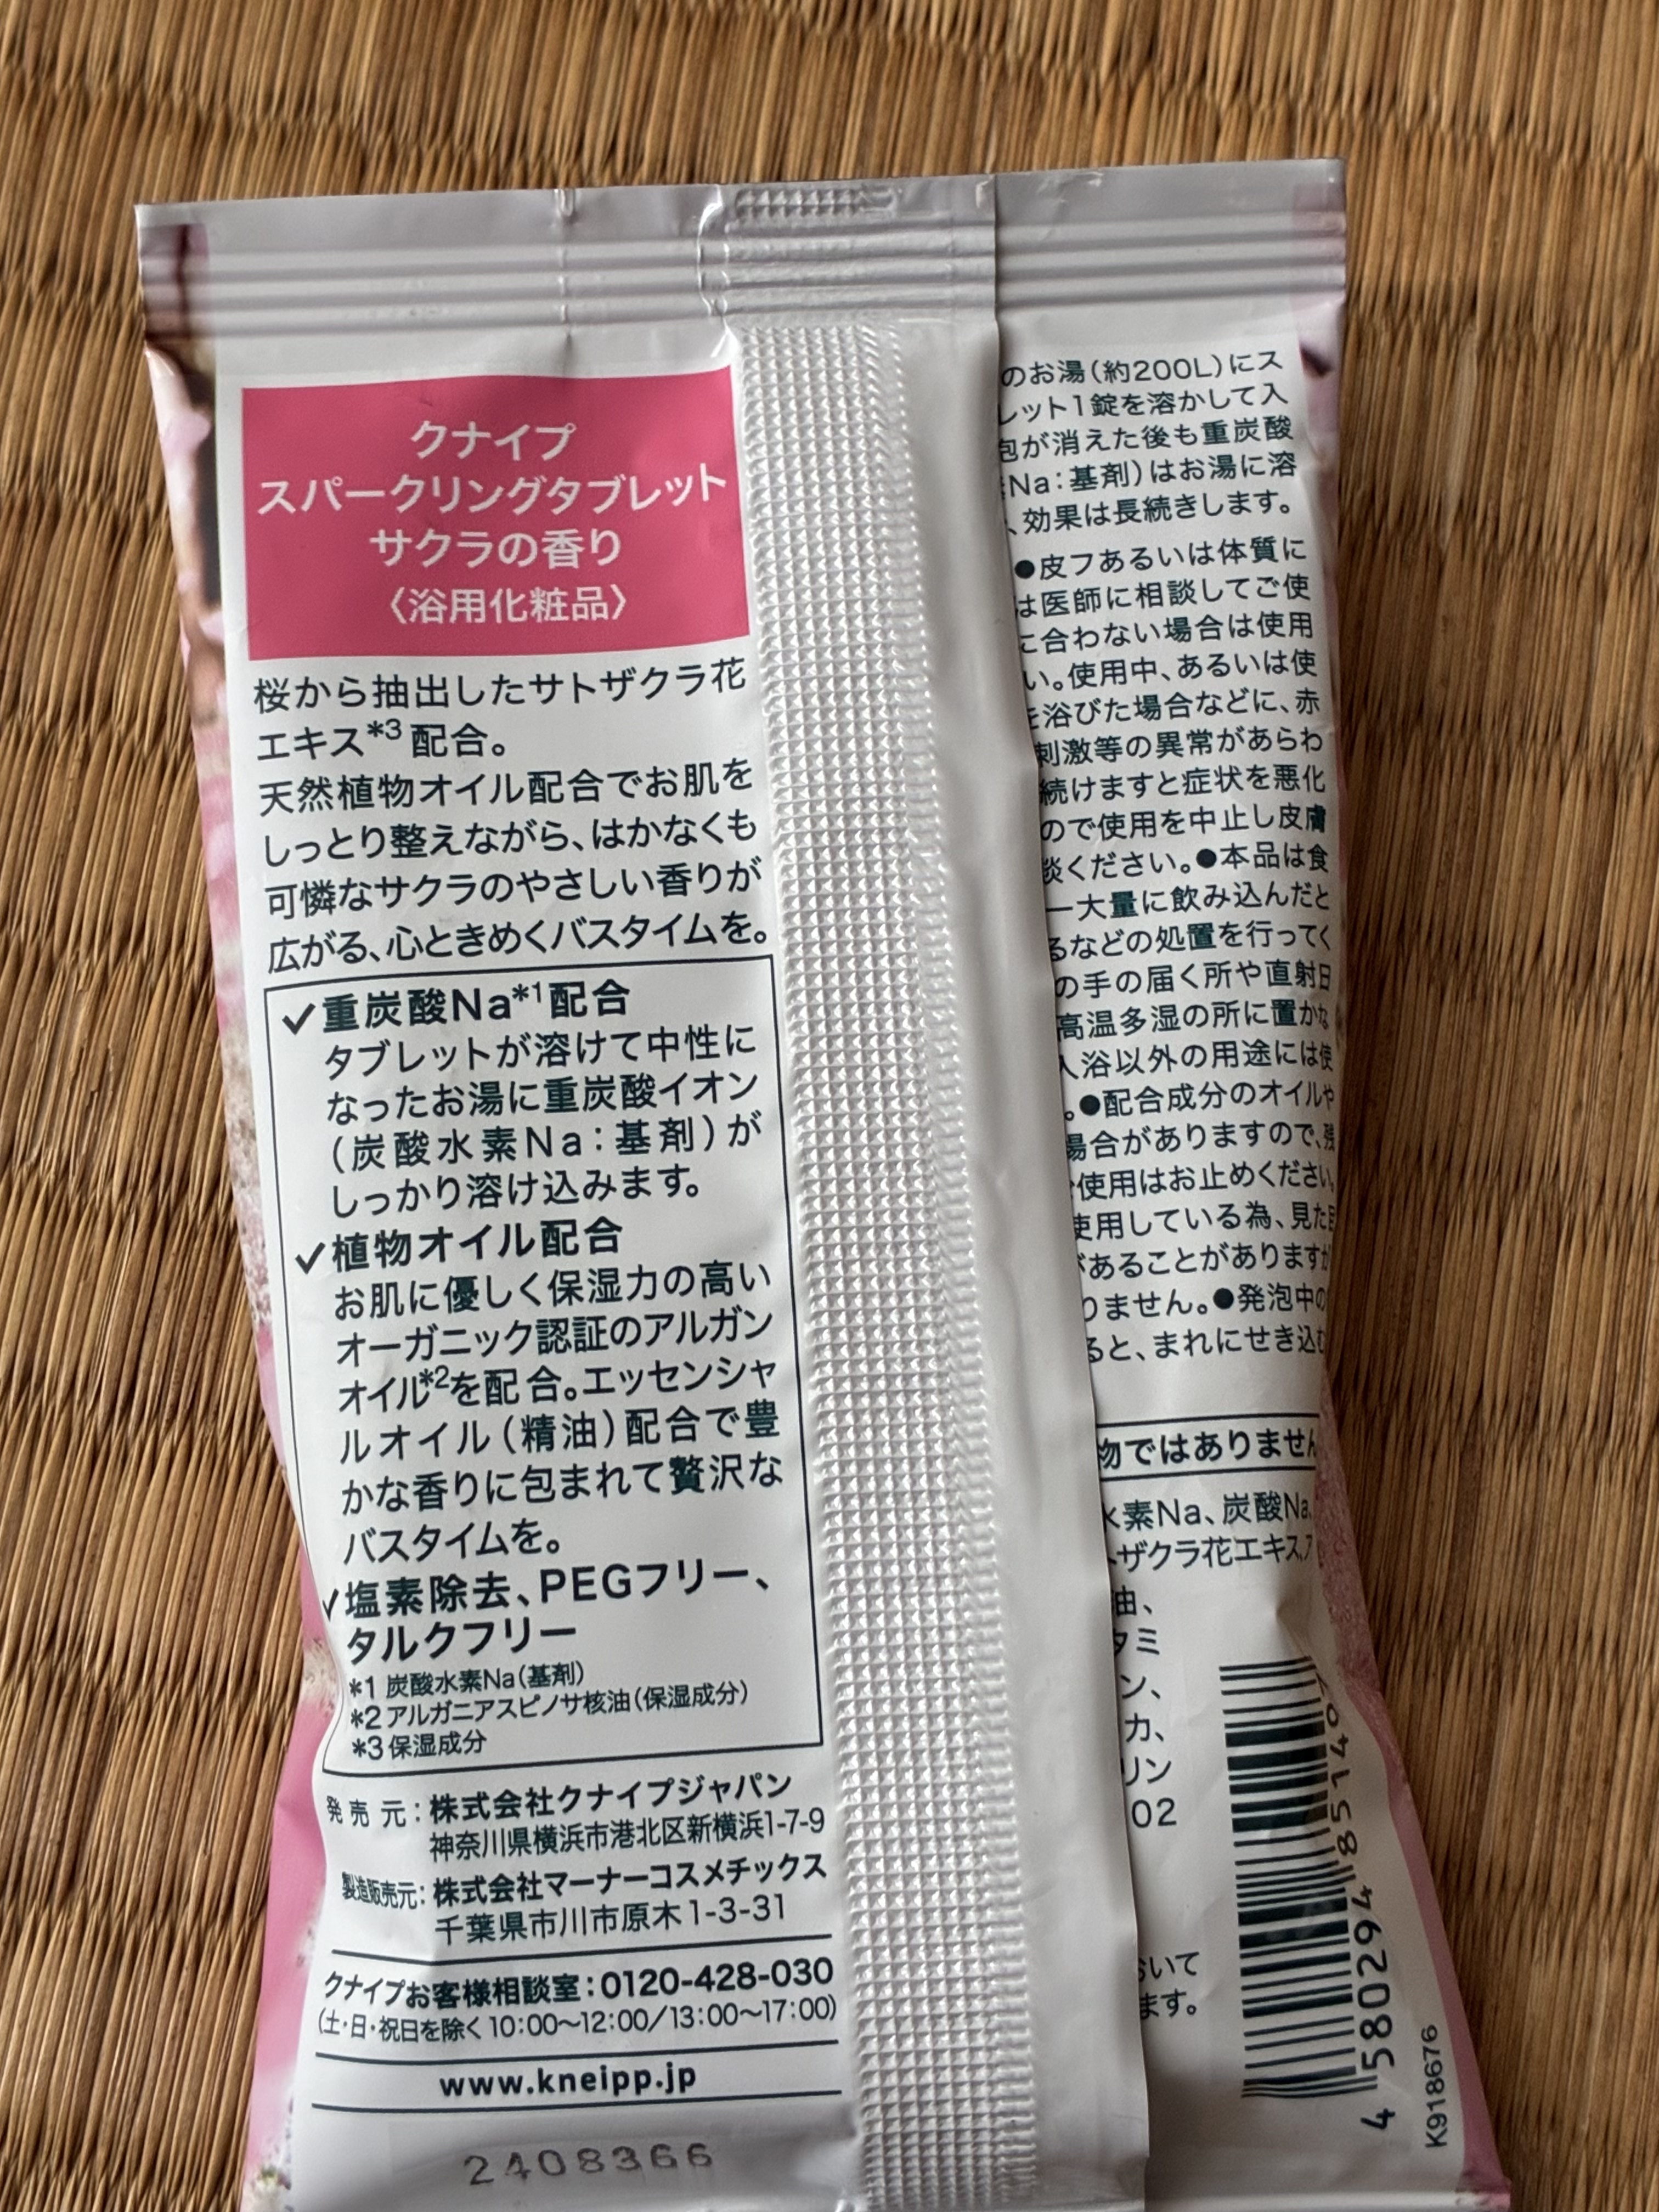 クナイプ
スパークリングタブレット
サクラの香り
〈浴用化粧品〉
桜から抽出したサトザクラ花
エキス*3 配合。
天然植物オイル配合でお肌を
しっとり整えながら、はかなくも
可憐なサクラのやさしい香りが
広がる、心ときめくバスタイムを。
✓重炭酸Na*1配合
タブレットが溶けて中性に
なったお湯に重炭酸イオン
(炭酸水素Na:基剤)が
しっかり溶け込みます。
✓植物オイル配合
お肌に優しく保湿力の高い
オーガニック認証のアルガン
オイル*2を配合。エッセンシャ
ルオイル(精油)配合で豊
かな香りに包まれて贅沢な
バスタイムを。
✓塩素除去、PEGフリー、
タルクフリー
*1 炭酸水素Na(基剤)
*2 アルガニアスピノサ核油(保湿成分)
*3 保湿成分
発売元:株式会社クナイプジャパン
神奈川県横浜市港北区新横浜1-7-9
製造販売元:株式会社マーナーコスメチックス
千葉県市川市原木1-3-31
クナイプお客様相談室:0120-428-030
(土・日・祝日を除く10:00〜12:00/13:00〜17:00)
www.kneipp.jp
2408366
のお湯(約200L)にス
レット1錠を溶かして入
泡が消えた後も重炭酸
Na:基剤)はお湯に溶
、効果は長続きします。
●皮フあるいは体質に
は医師に相談してご使
に合わない場合は使用
い。使用中、あるいは使
を浴びた場合などに、赤
刺激等の異常があらわ
続けますと症状を悪化
ので使用を中止し皮膚
談ください。●本品は食
一大量に飲み込んだと
るなどの処置を行ってく
の手の届く所や直射日
高温多湿の所に置かな
入浴以外の用途には使
。●配合成分のオイルや
場合がありますので、残
使用はお止めください。
使用している為、見た目
があることがありますが
りません。●発泡中の
ると、まれにせき込む
物ではありません
水素Na、炭酸Na、
トザクラ花エキス、ア
油、
タミ
ン、
カ、
リン
02
おいて
ます。
4 580294 8514
K918676